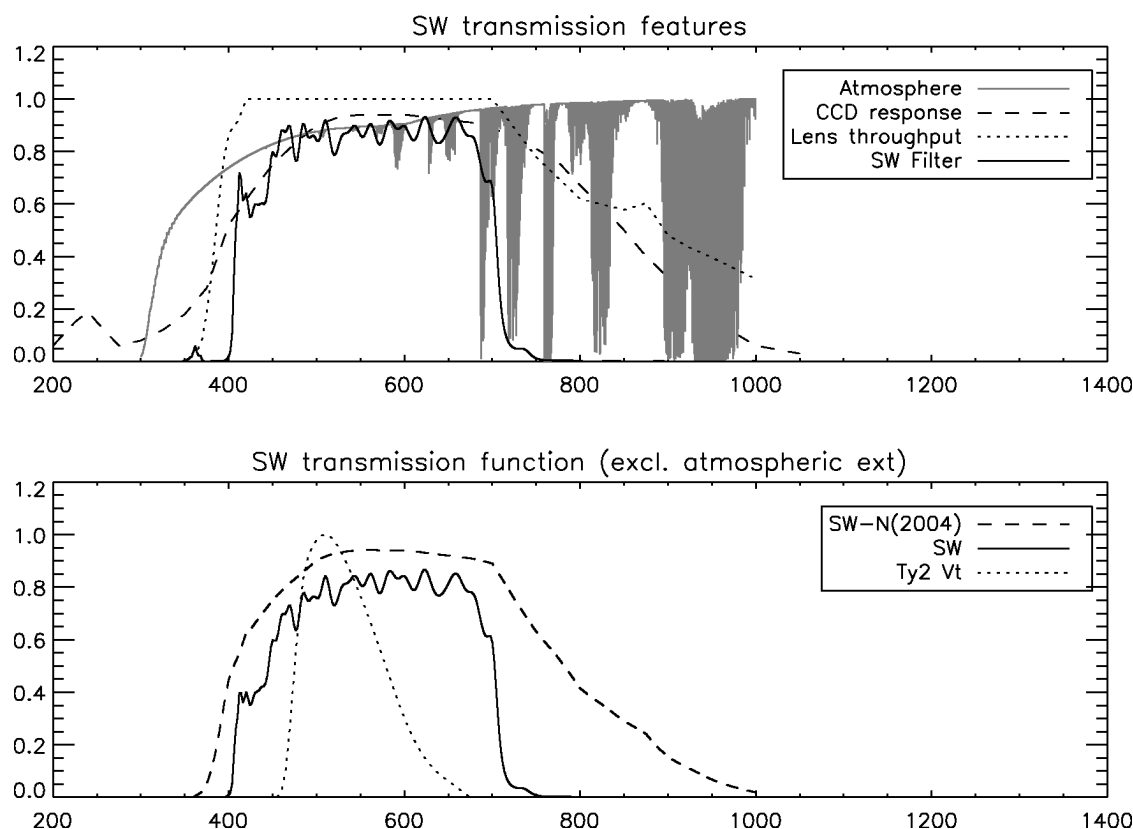 SW transmission features
1.2
1.0
0.8
0.6
0.4
0.2
0.0
Atmosphere
CCD response
Lens throughput
SW Filter
200 400 600 800 1000 1200 1400
SW transmission function (excl. atmospheric ext)
1.2
1.0
0.8
0.6
0.4
0.2
0.0
SW-N(2004)
SW
Ty2 Vt
200 400 600 800 1000 1200 1400